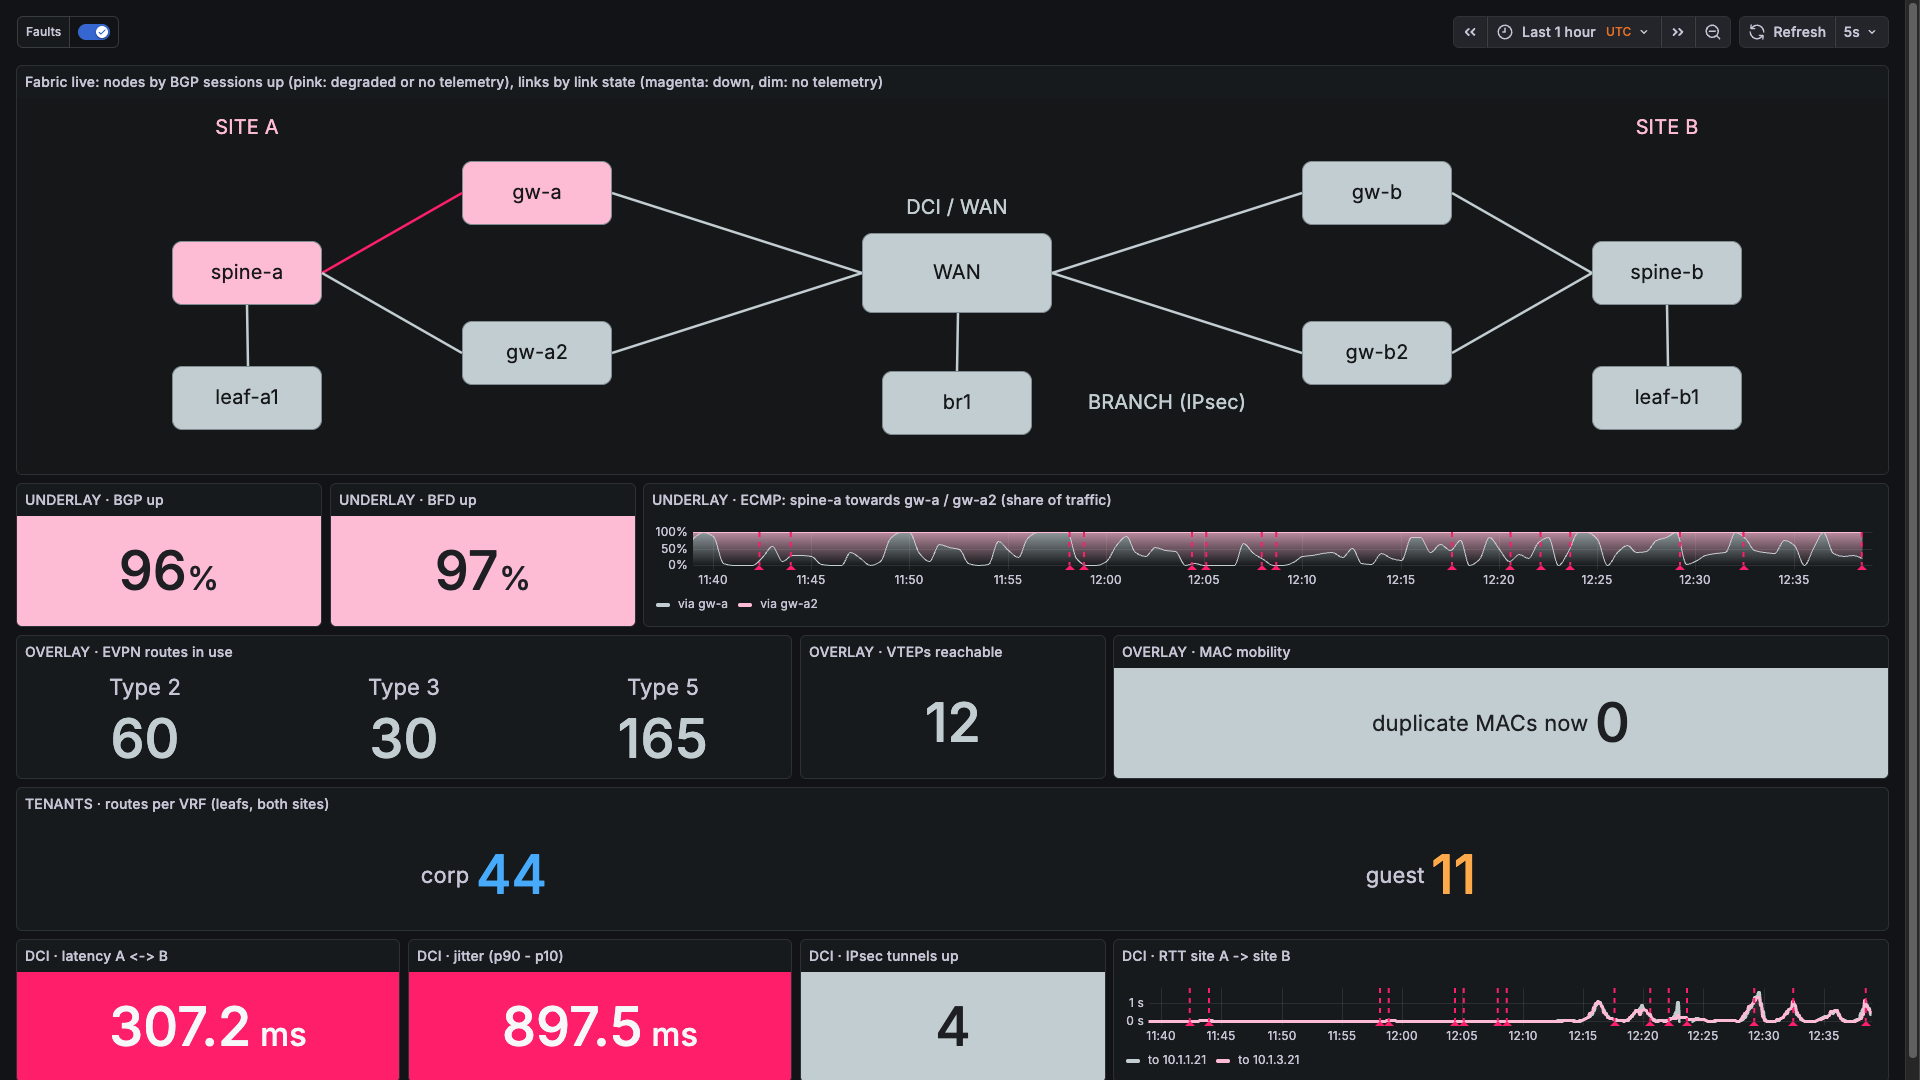 Faults
Last 1 hour UTC
Refresh 5s
Fabric live: nodes by BGP sessions up (pink: degraded or no telemetry), links by link state (magenta: down, dim: no telemetry)
SITE A
SITE B
gw-a
gw-b
DCI / WAN
spine-a
WAN
spine-b
gw-a2
gw-b2
leaf-a1
br1
BRANCH (IPsec)
leaf-b1
UNDERLAY · BGP up
96%
UNDERLAY · BFD up
97%
UNDERLAY · ECMP: spine-a towards gw-a / gw-a2 (share of traffic)
100%
50%
0%
11:40 11:45 11:50 11:55 12:00 12:05 12:10 12:15 12:20 12:25 12:30 12:35
via gw-a via gw-a2
OVERLAY · EVPN routes in use
Type 2 Type 3 Type 5
60 30 165
OVERLAY · VTEPs reachable
12
OVERLAY · MAC mobility
duplicate MACs now 0
TENANTS · routes per VRF (leafs, both sites)
corp 44
guest 11
DCI · latency A <-> B
307.2 ms
DCI · jitter (p90 - p10)
897.5 ms
DCI · IPsec tunnels up
4
DCI · RTT site A -> site B
1 s
0 s
11:40 11:45 11:50 11:55 12:00 12:05 12:10 12:15 12:20 12:25 12:30 12:35
to 10.1.1.21 to 10.1.3.21